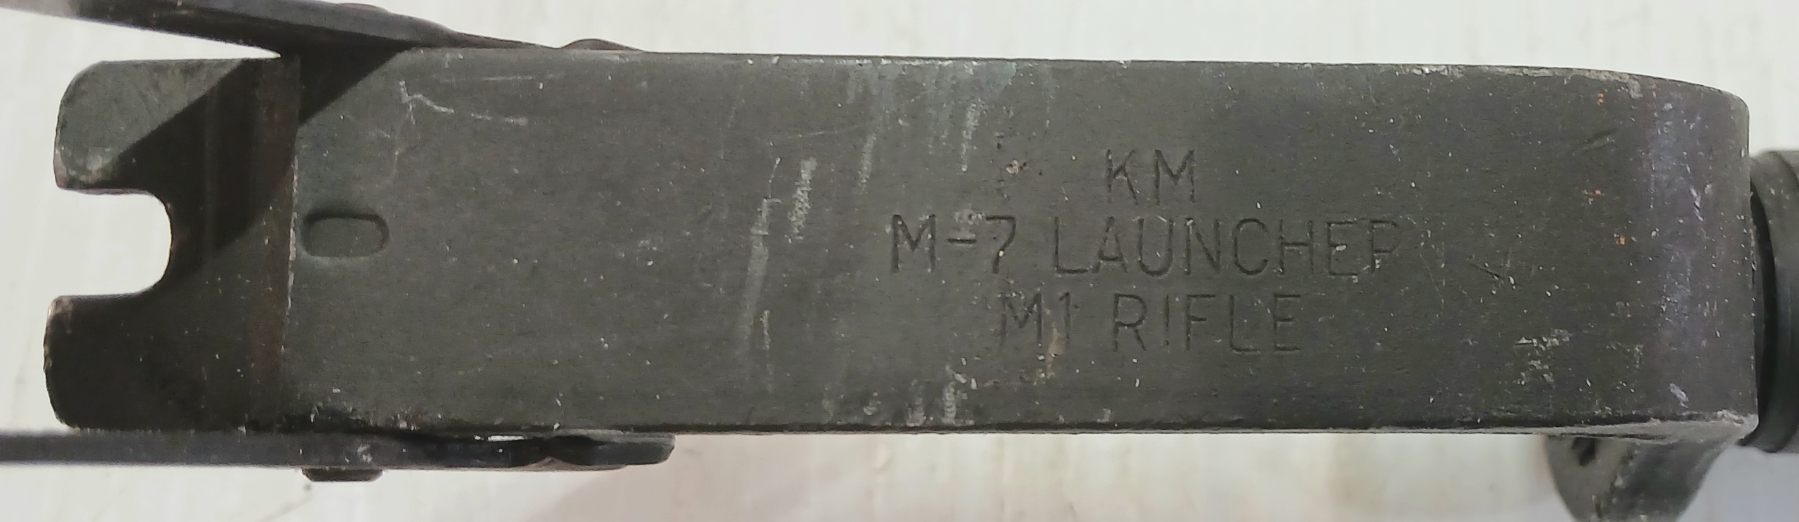 KM
M-7 LAUNCHER
M1 RIFLE